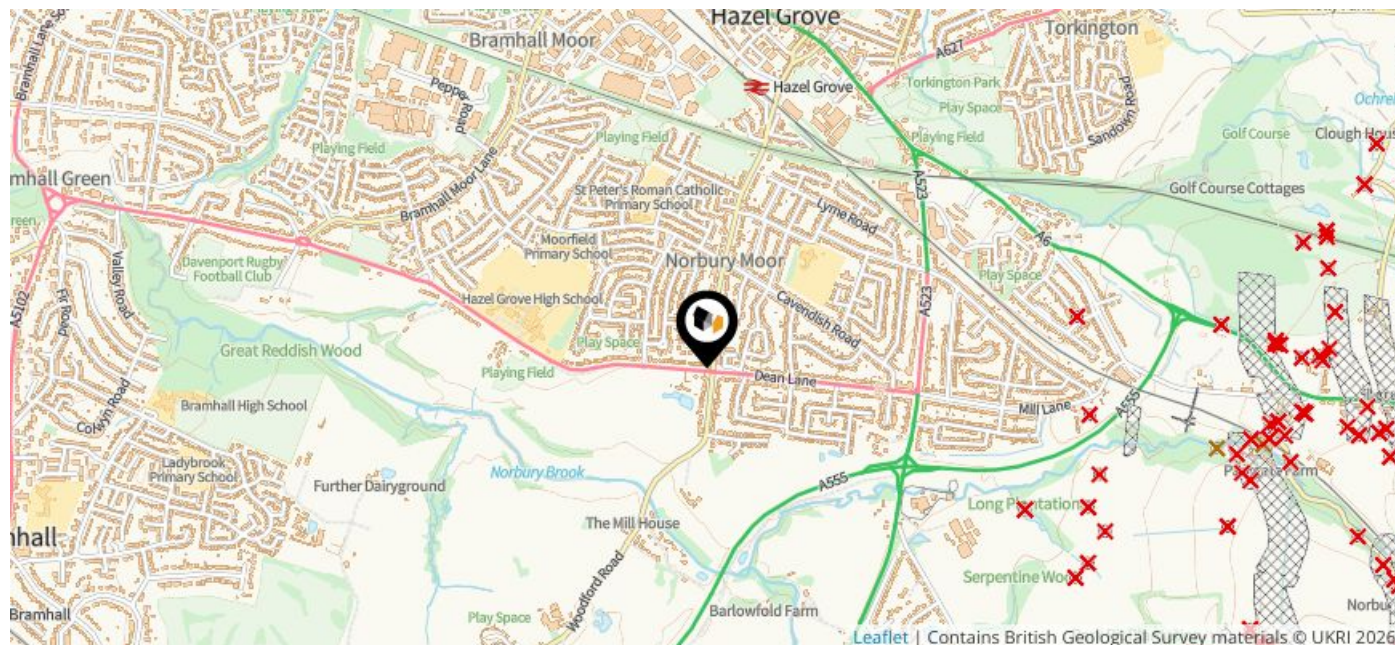 Hazel Grove
Torkington
Bramhall Moor
A627
Torkington Park
Play Space
Sandown Road
Hazel Grove
Pepper Road
Playing Field
Playing Field
Playing Field
Golf Course
Clough Hou
Ochre
Bramhall Lane So
mhall Green
Bramhall Moor Lane
St Peter's Roman Catholic
Primary School
A523
Golf Course Cottages
Lyme Road
Green
Moorfield
Primary School
Norbury Moor
A6
Davenport Rugby
Football Club
Valley Road
Fir Road
A5102
Play Space
Hazel Grove High School
Cavendish Road
A523
Play Space
Great Reddish Wood
Playing Field
Dean Lane
Mill Lane
A555
Bramhall High School
Colwyn Road
Ladybrook
Primary School
Norbury Brook
A555
Further Dairyground
Long Plantation
The Mill House
mhall
Woodford Road
Serpentine Wood
Bramhall
Play Space
Barlowfold Farm
Norbu
Leaflet | Contains British Geological Survey materials © UKRI 2026